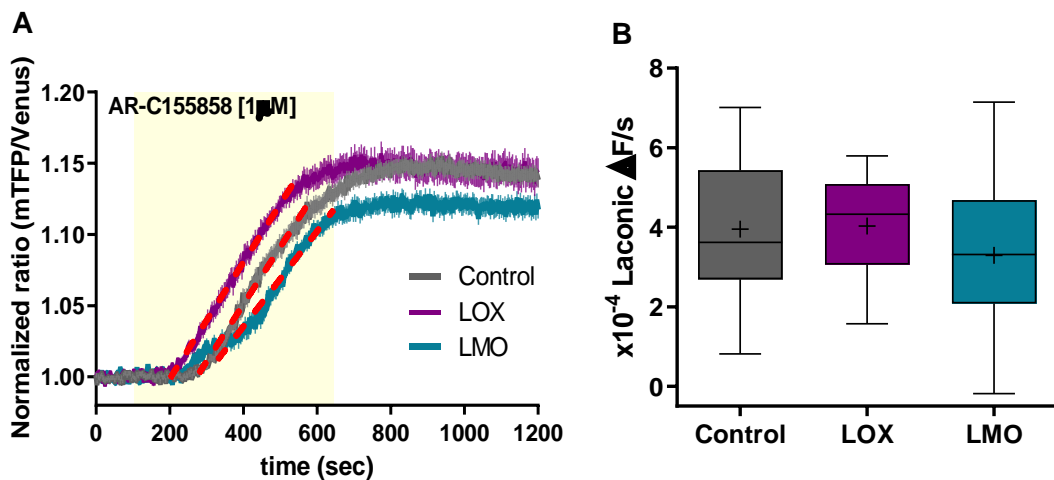 A
Normalized ratio (mTFP/Venus)
1.20
1.15
1.10
1.05
1.00
AR-C155858
Control
LOX
LMO
0 200 400 600 800 1000 1200
time (sec)
B
x10⁻⁴ Laconic ▲F/s
8
6
4
2
0
Control LOX LMO